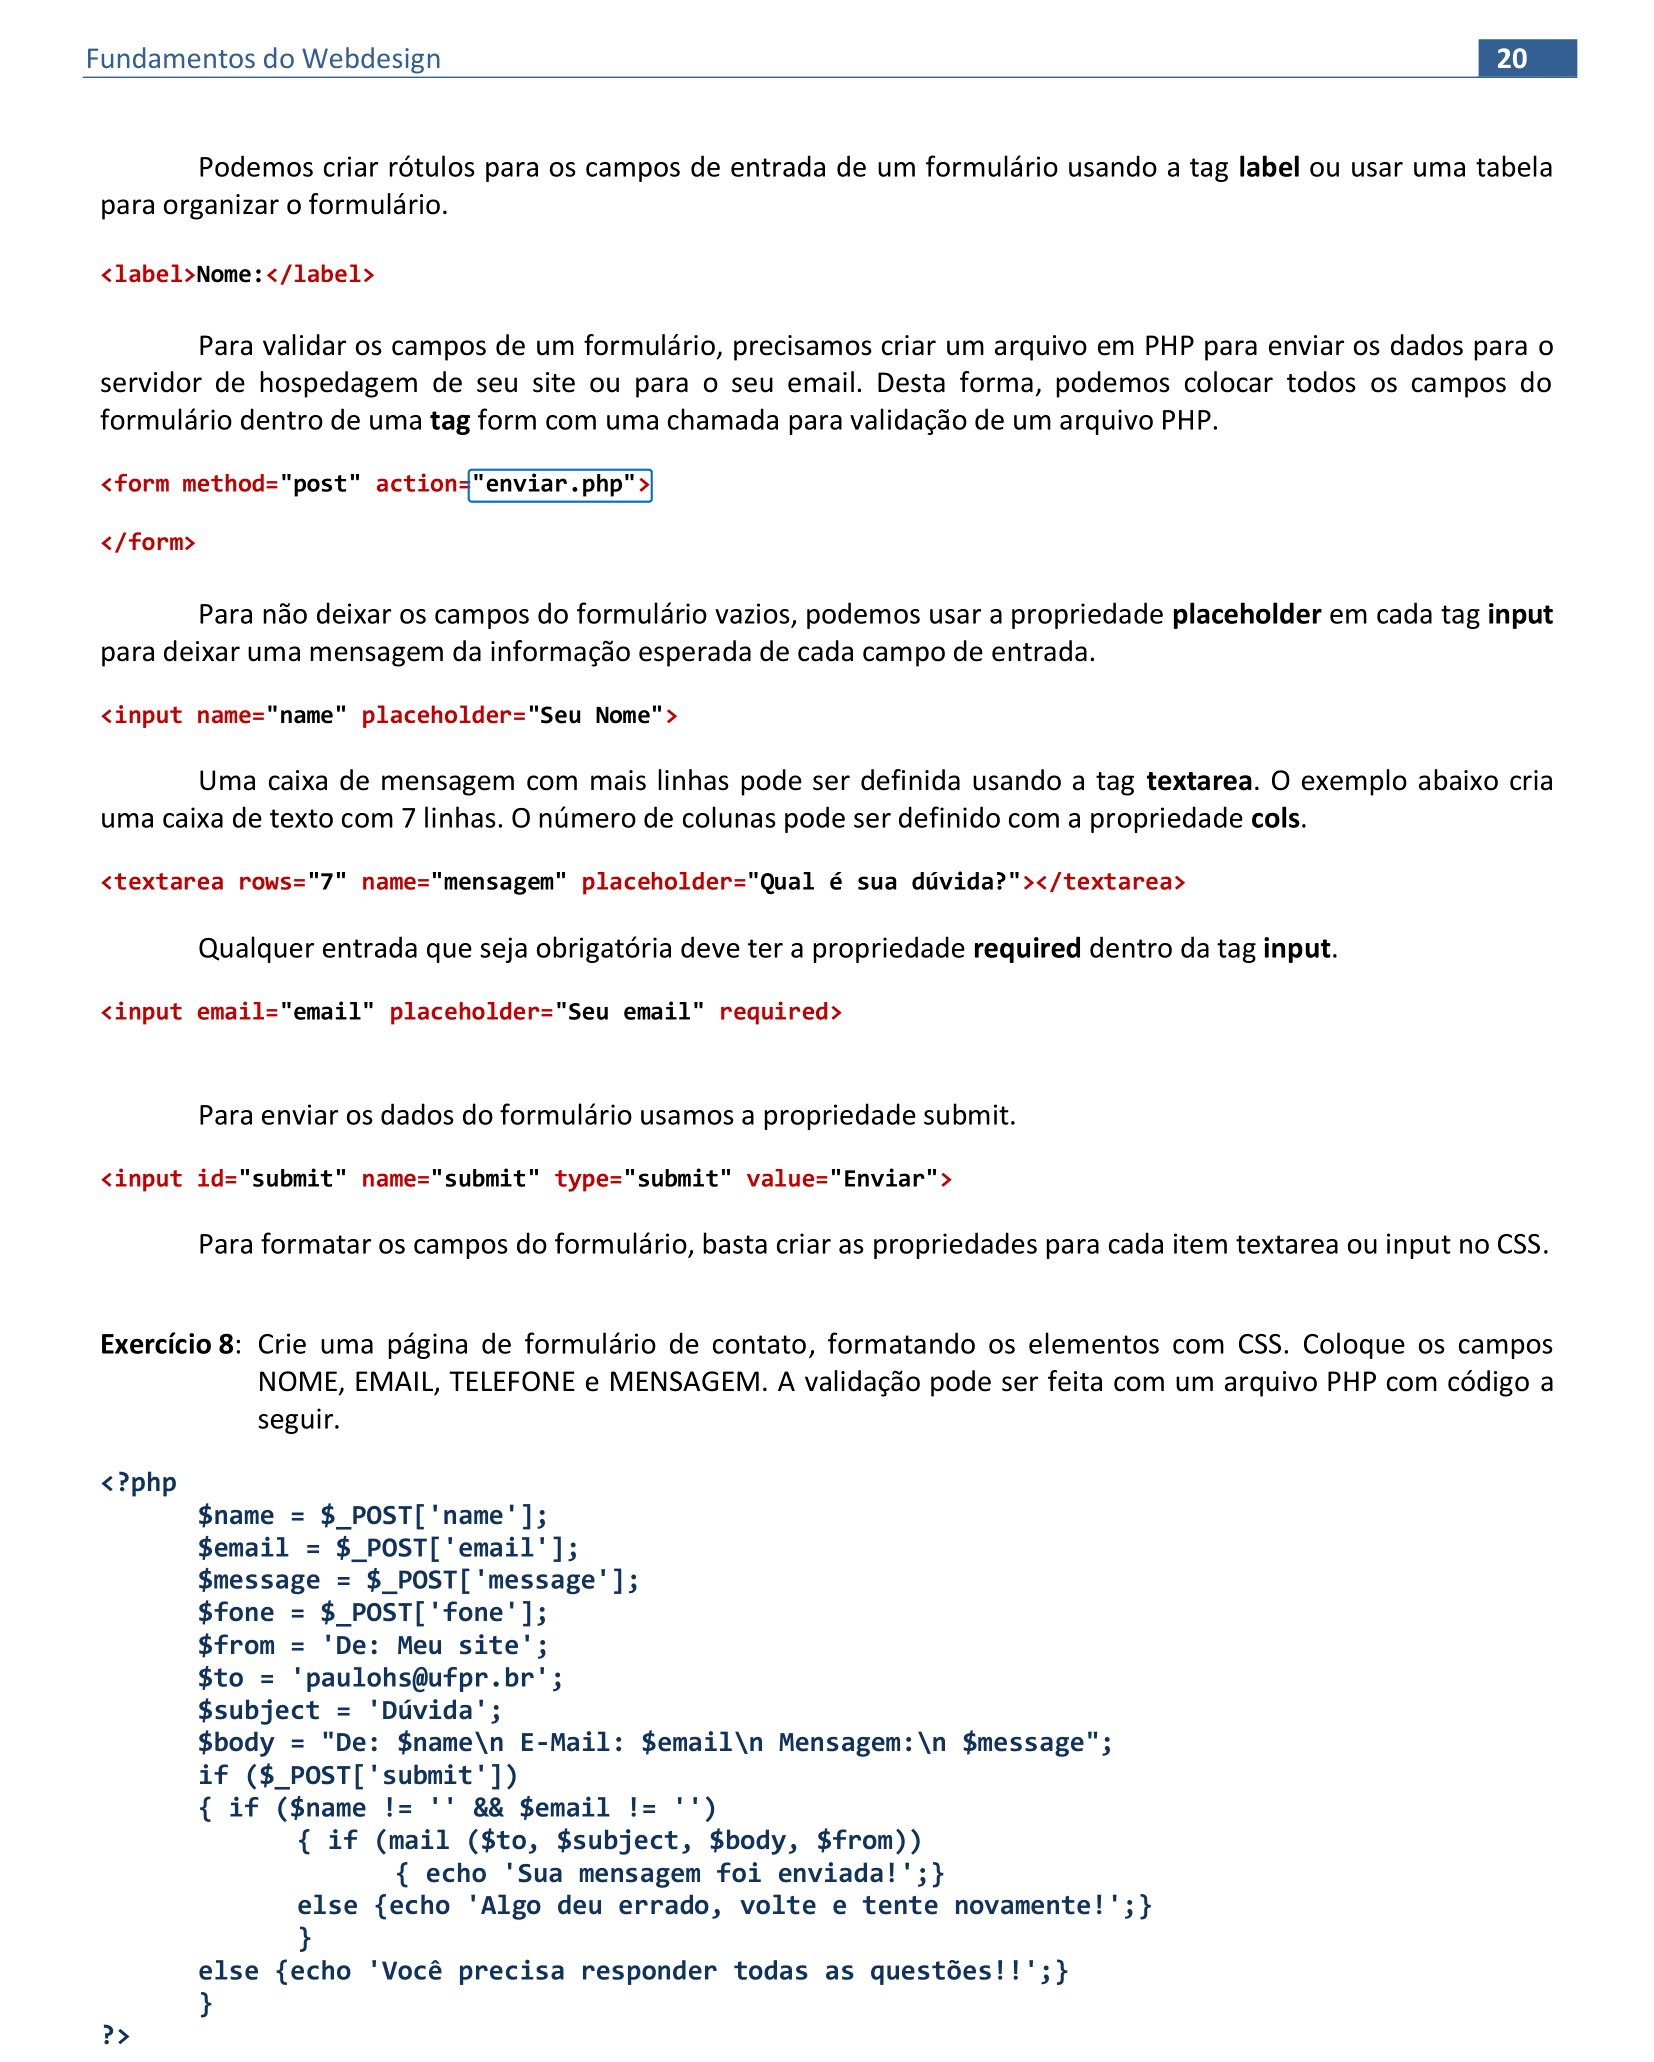 Fundamentos do Webdesign 20
Podemos criar rótulos para os campos de entrada de um formulário usando a tag label ou usar uma tabela
para organizar o formulário.
<label>Nome:</label>
Para validar os campos de um formulário, precisamos criar um arquivo em PHP para enviar os dados para o
servidor de hospedagem de seu site ou para o seu email. Desta forma, podemos colocar todos os campos do
formulário dentro de uma tag form com uma chamada para validação de um arquivo PHP.
<form method="post" action="enviar.php">
</form>
Para não deixar os campos do formulário vazios, podemos usar a propriedade placeholder em cada tag input
para deixar uma mensagem da informação esperada de cada campo de entrada.
<input name="name" placeholder="Seu Nome">
Uma caixa de mensagem com mais linhas pode ser definida usando a tag textarea. O exemplo abaixo cria
uma caixa de texto com 7 linhas. O número de colunas pode ser definido com a propriedade cols.
<textarea rows="7" name="mensagem" placeholder="Qual é sua dúvida?"></textarea>
Qualquer entrada que seja obrigatória deve ter a propriedade required dentro da tag input.
<input email="email" placeholder="Seu email" required>
Para enviar os dados do formulário usamos a propriedade submit.
<input id="submit" name="submit" type="submit" value="Enviar">
Para formatar os campos do formulário, basta criar as propriedades para cada item textarea ou input no CSS.
Exercício 8: Crie uma página de formulário de contato, formatando os elementos com CSS. Coloque os campos
NOME, EMAIL, TELEFONE e MENSAGEM. A validação pode ser feita com um arquivo PHP com código a
seguir.
<?php
$name = $_POST['name'];
$email = $_POST['email'];
$message = $_POST['message'];
$fone = $_POST['fone'];
$from = 'De: Meu site';
$to = 'paulohs@ufpr.br';
$subject = 'Dúvida';
$body = "De: $name\n E-Mail: $email\n Mensagem:\n $message";
if ($_POST['submit'])
{ if ($name != '' && $email != '')
{ if (mail ($to, $subject, $body, $from))
{ echo 'Sua mensagem foi enviada!';}
else {echo 'Algo deu errado, volte e tente novamente!';}
}
else {echo 'Você precisa responder todas as questões!!';}
}
?>